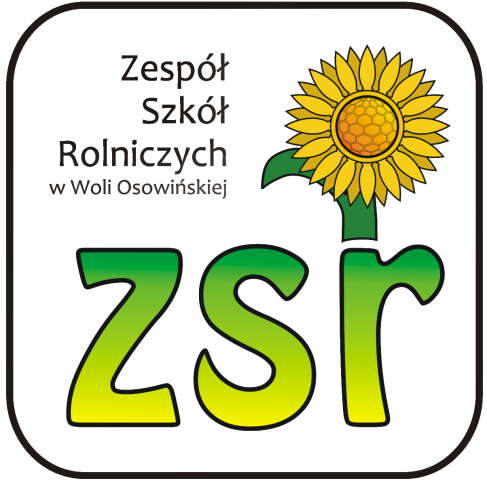 Zespół
Szkół
Rolniczych
w Woli Osowińskiej
zsr